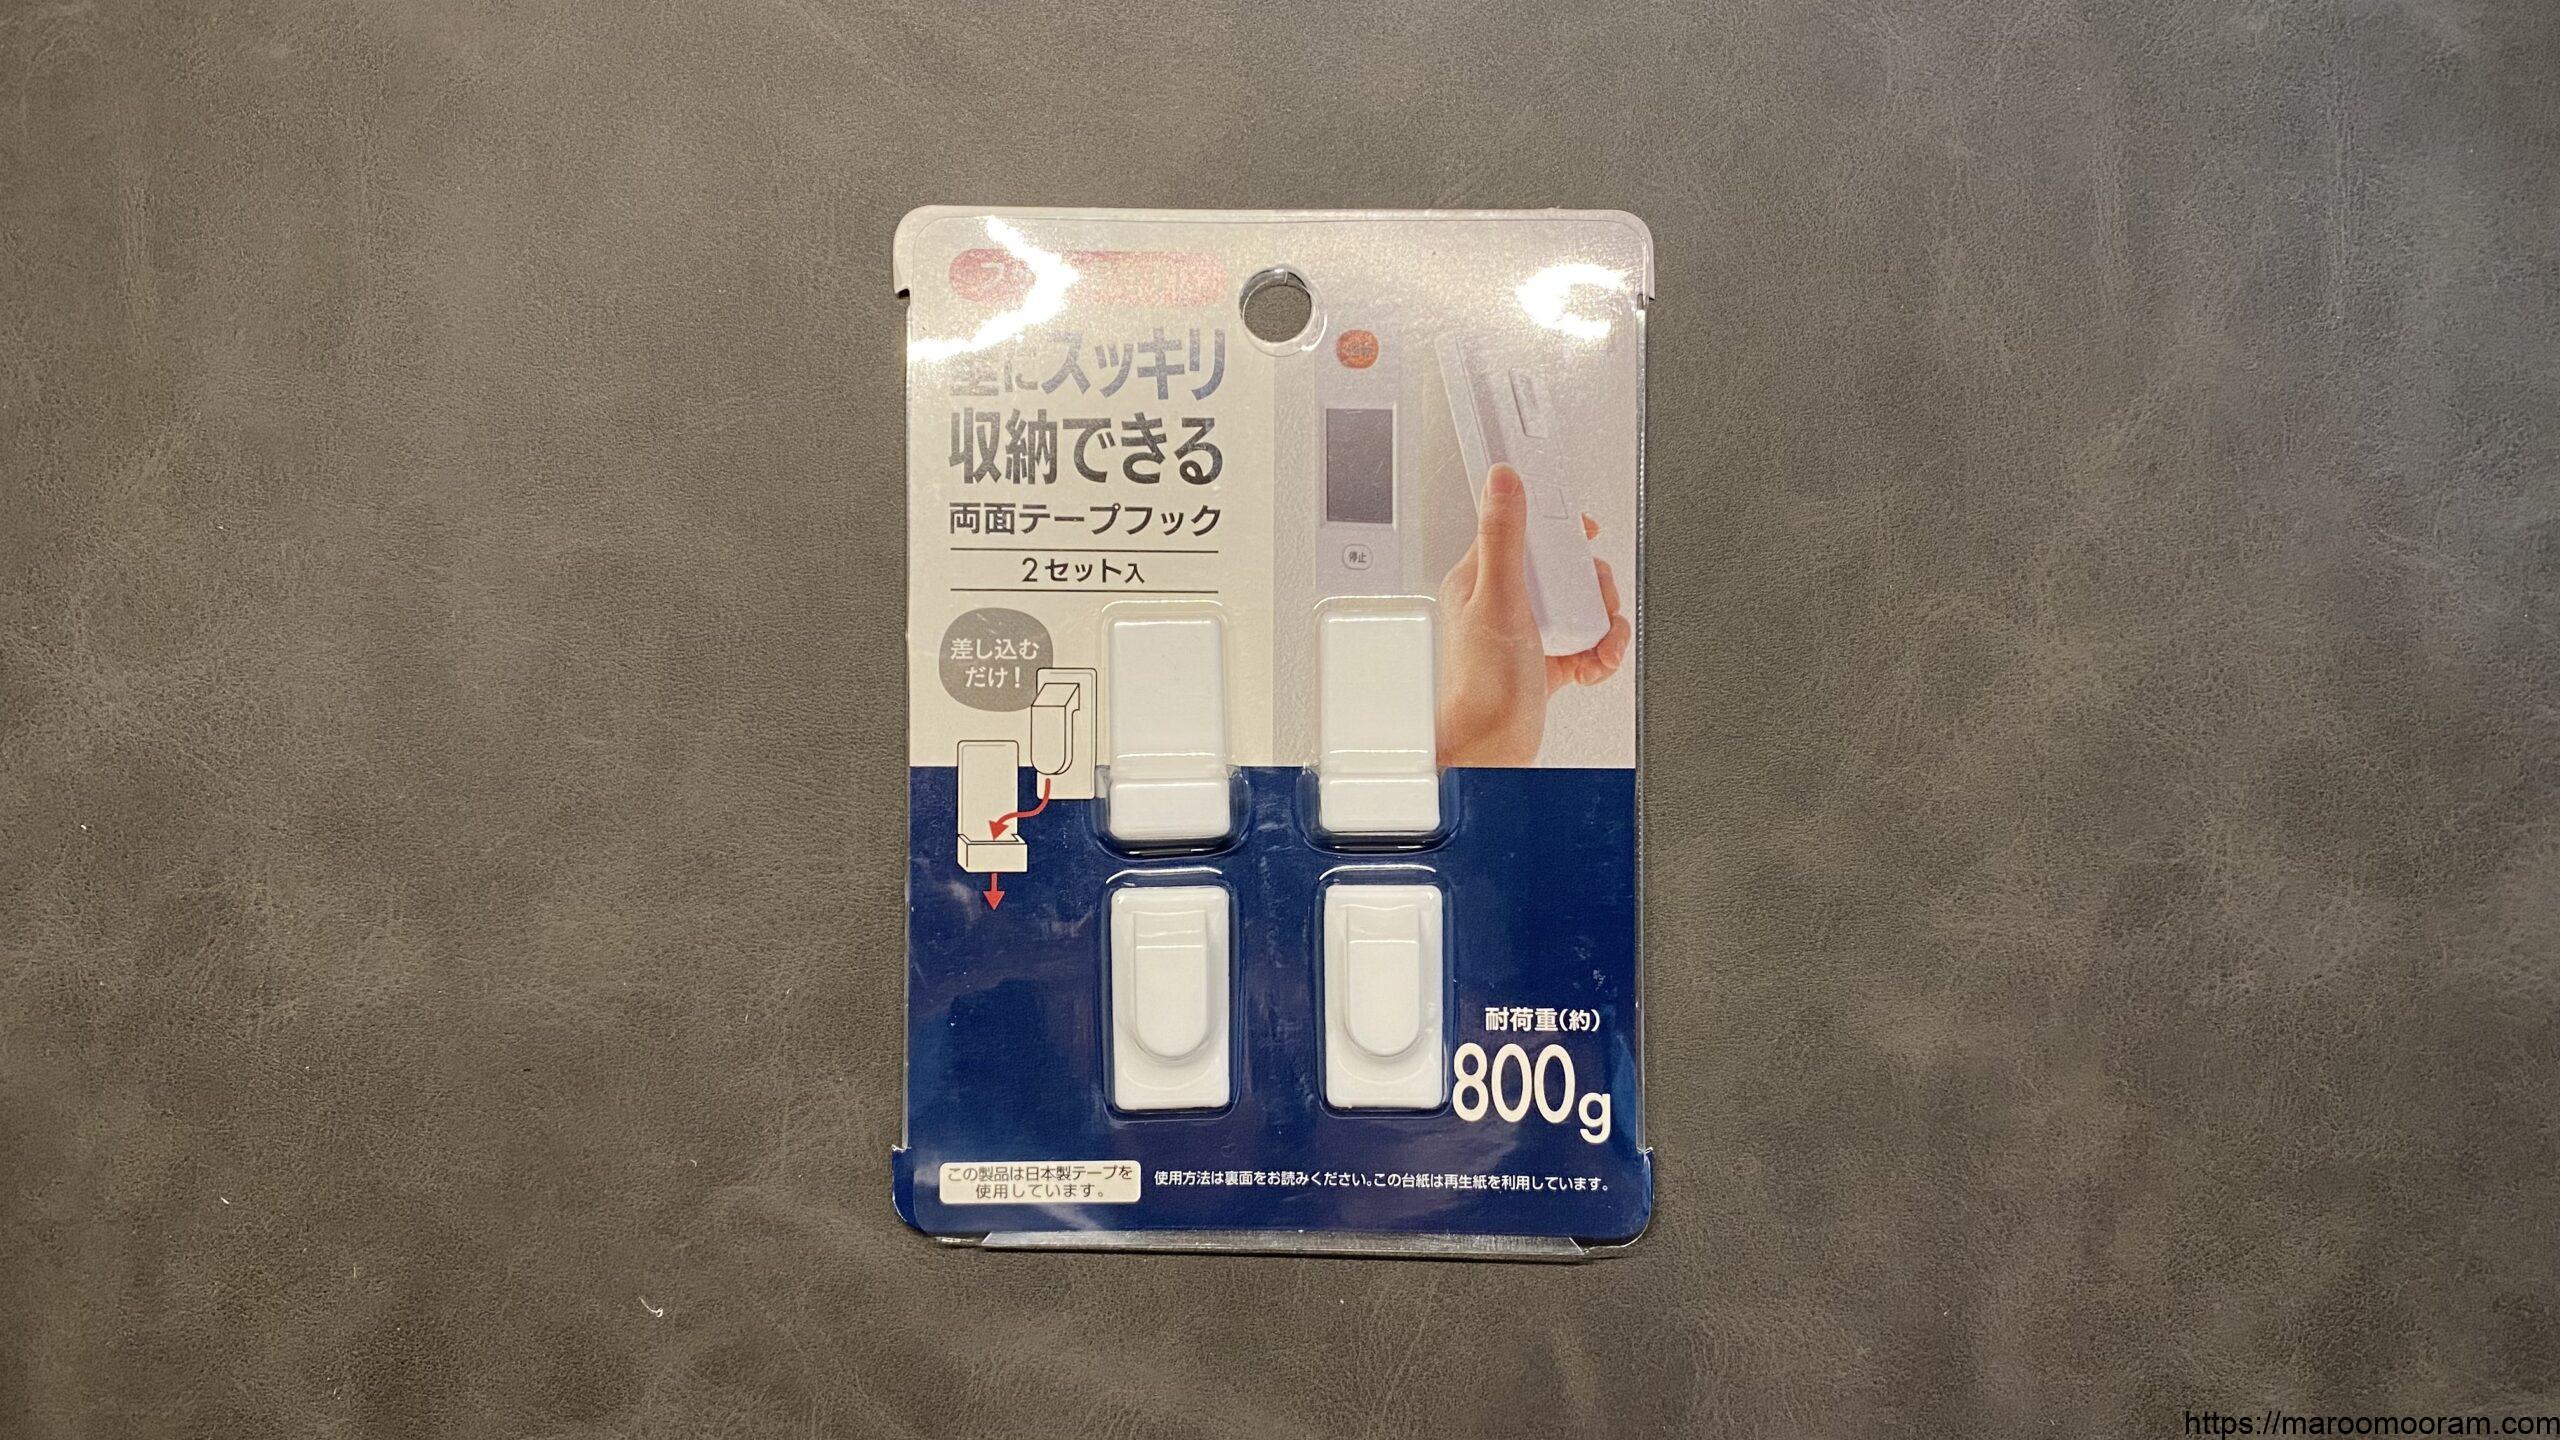 壁にスッキリ
収納できる
両面テープフック
2セット入
差し込む
だけ!
停止
耐荷重(約)
800g
この製品は日本製テープを
使用しています。
使用方法は裏面をお読みください。この台紙は再生紙を利用しています。
https://maroomooram.com